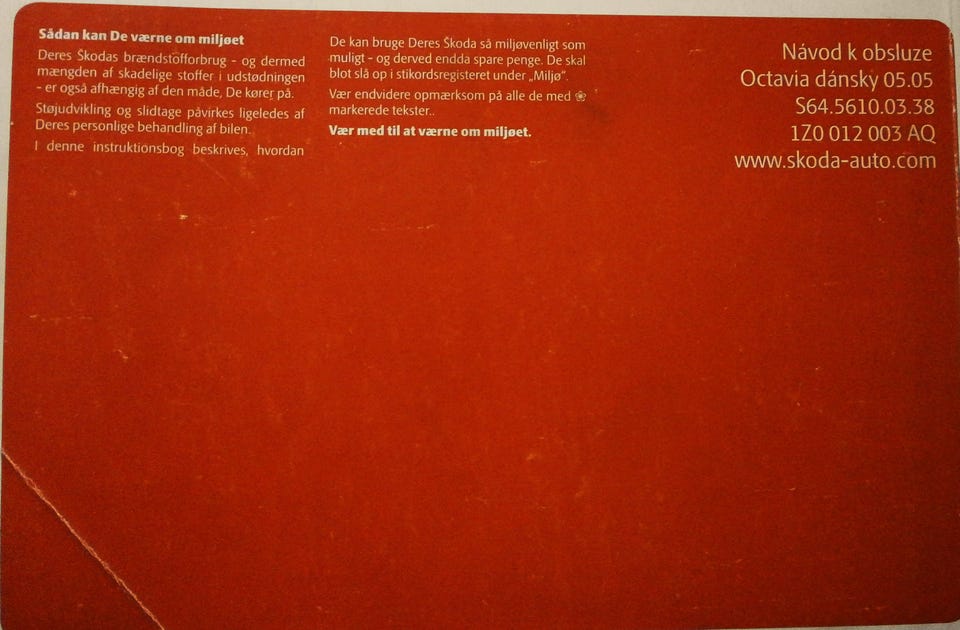 Sådan kan De værne om miljøet
Deres Škodas brændstofforbrug - og dermed
mængden af skadelige stoffer i udstødningen
- er også afhængig af den måde, De kører på.
Støjudvikling og slidtage påvirkes ligeledes af
Deres personlige behandling af bilen.
I denne instruktionsbog beskrives, hvordan
De kan bruge Deres Škoda så miljøvenligt som
muligt - og derved endda spare penge. De skal
blot slå op i stikordsregisteret under „Miljø”.
Vær endvidere opmærksom på alle de med ❀
markerede tekster..
Vær med til at værne om miljøet.
Návod k obsluze
Octavia dánsky 05.05
S64.5610.03.38
1Z0 012 003 AQ
www.skoda-auto.com